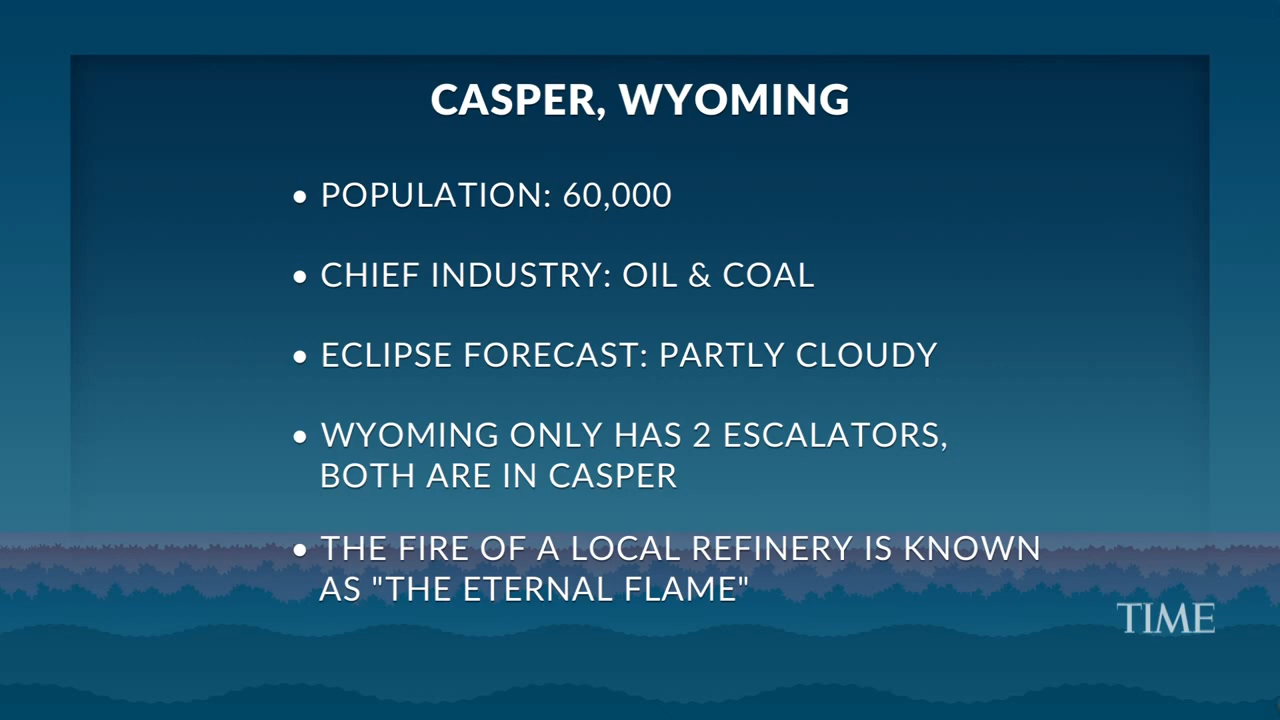 CASPER, WYOMING
• POPULATION: 60,000
• CHIEF INDUSTRY: OIL & COAL
• ECLIPSE FORECAST: PARTLY CLOUDY
• WYOMING ONLY HAS 2 ESCALATORS,
BOTH ARE IN CASPER
• THE FIRE OF A LOCAL REFINERY IS KNOWN
AS "THE ETERNAL FLAME"
TIME